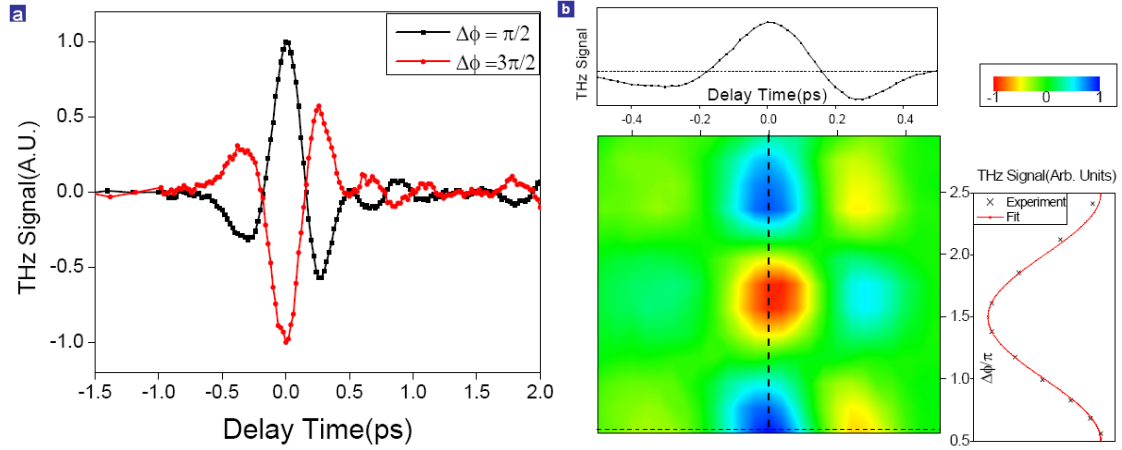 a
THz Signal(A.U.)
1.0
0.5
0.0
-0.5
-1.0
-1.5
-1.0
-0.5
0.0
0.5
1.0
1.5
2.0
Delay Time(ps)
Δϕ = π/2
Δϕ =3π/2
b
THz Signal
Delay Time(ps)
-0.4
-0.2
0.0
0.2
0.4
-1
0
1
THz Signal(Arb. Units)
Experiment
Fit
2.5
2.0
1.5
1.0
0.5
Δϕ/π